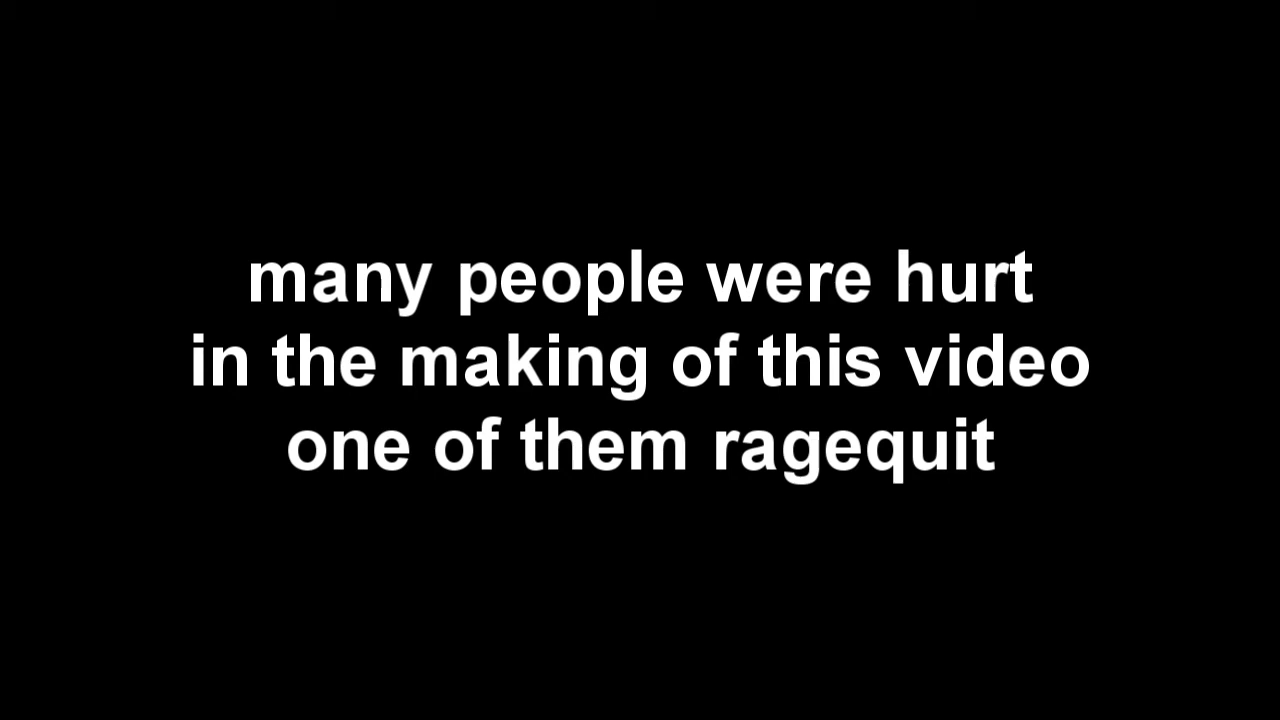 many people were hurt
in the making of this video
one of them ragequit